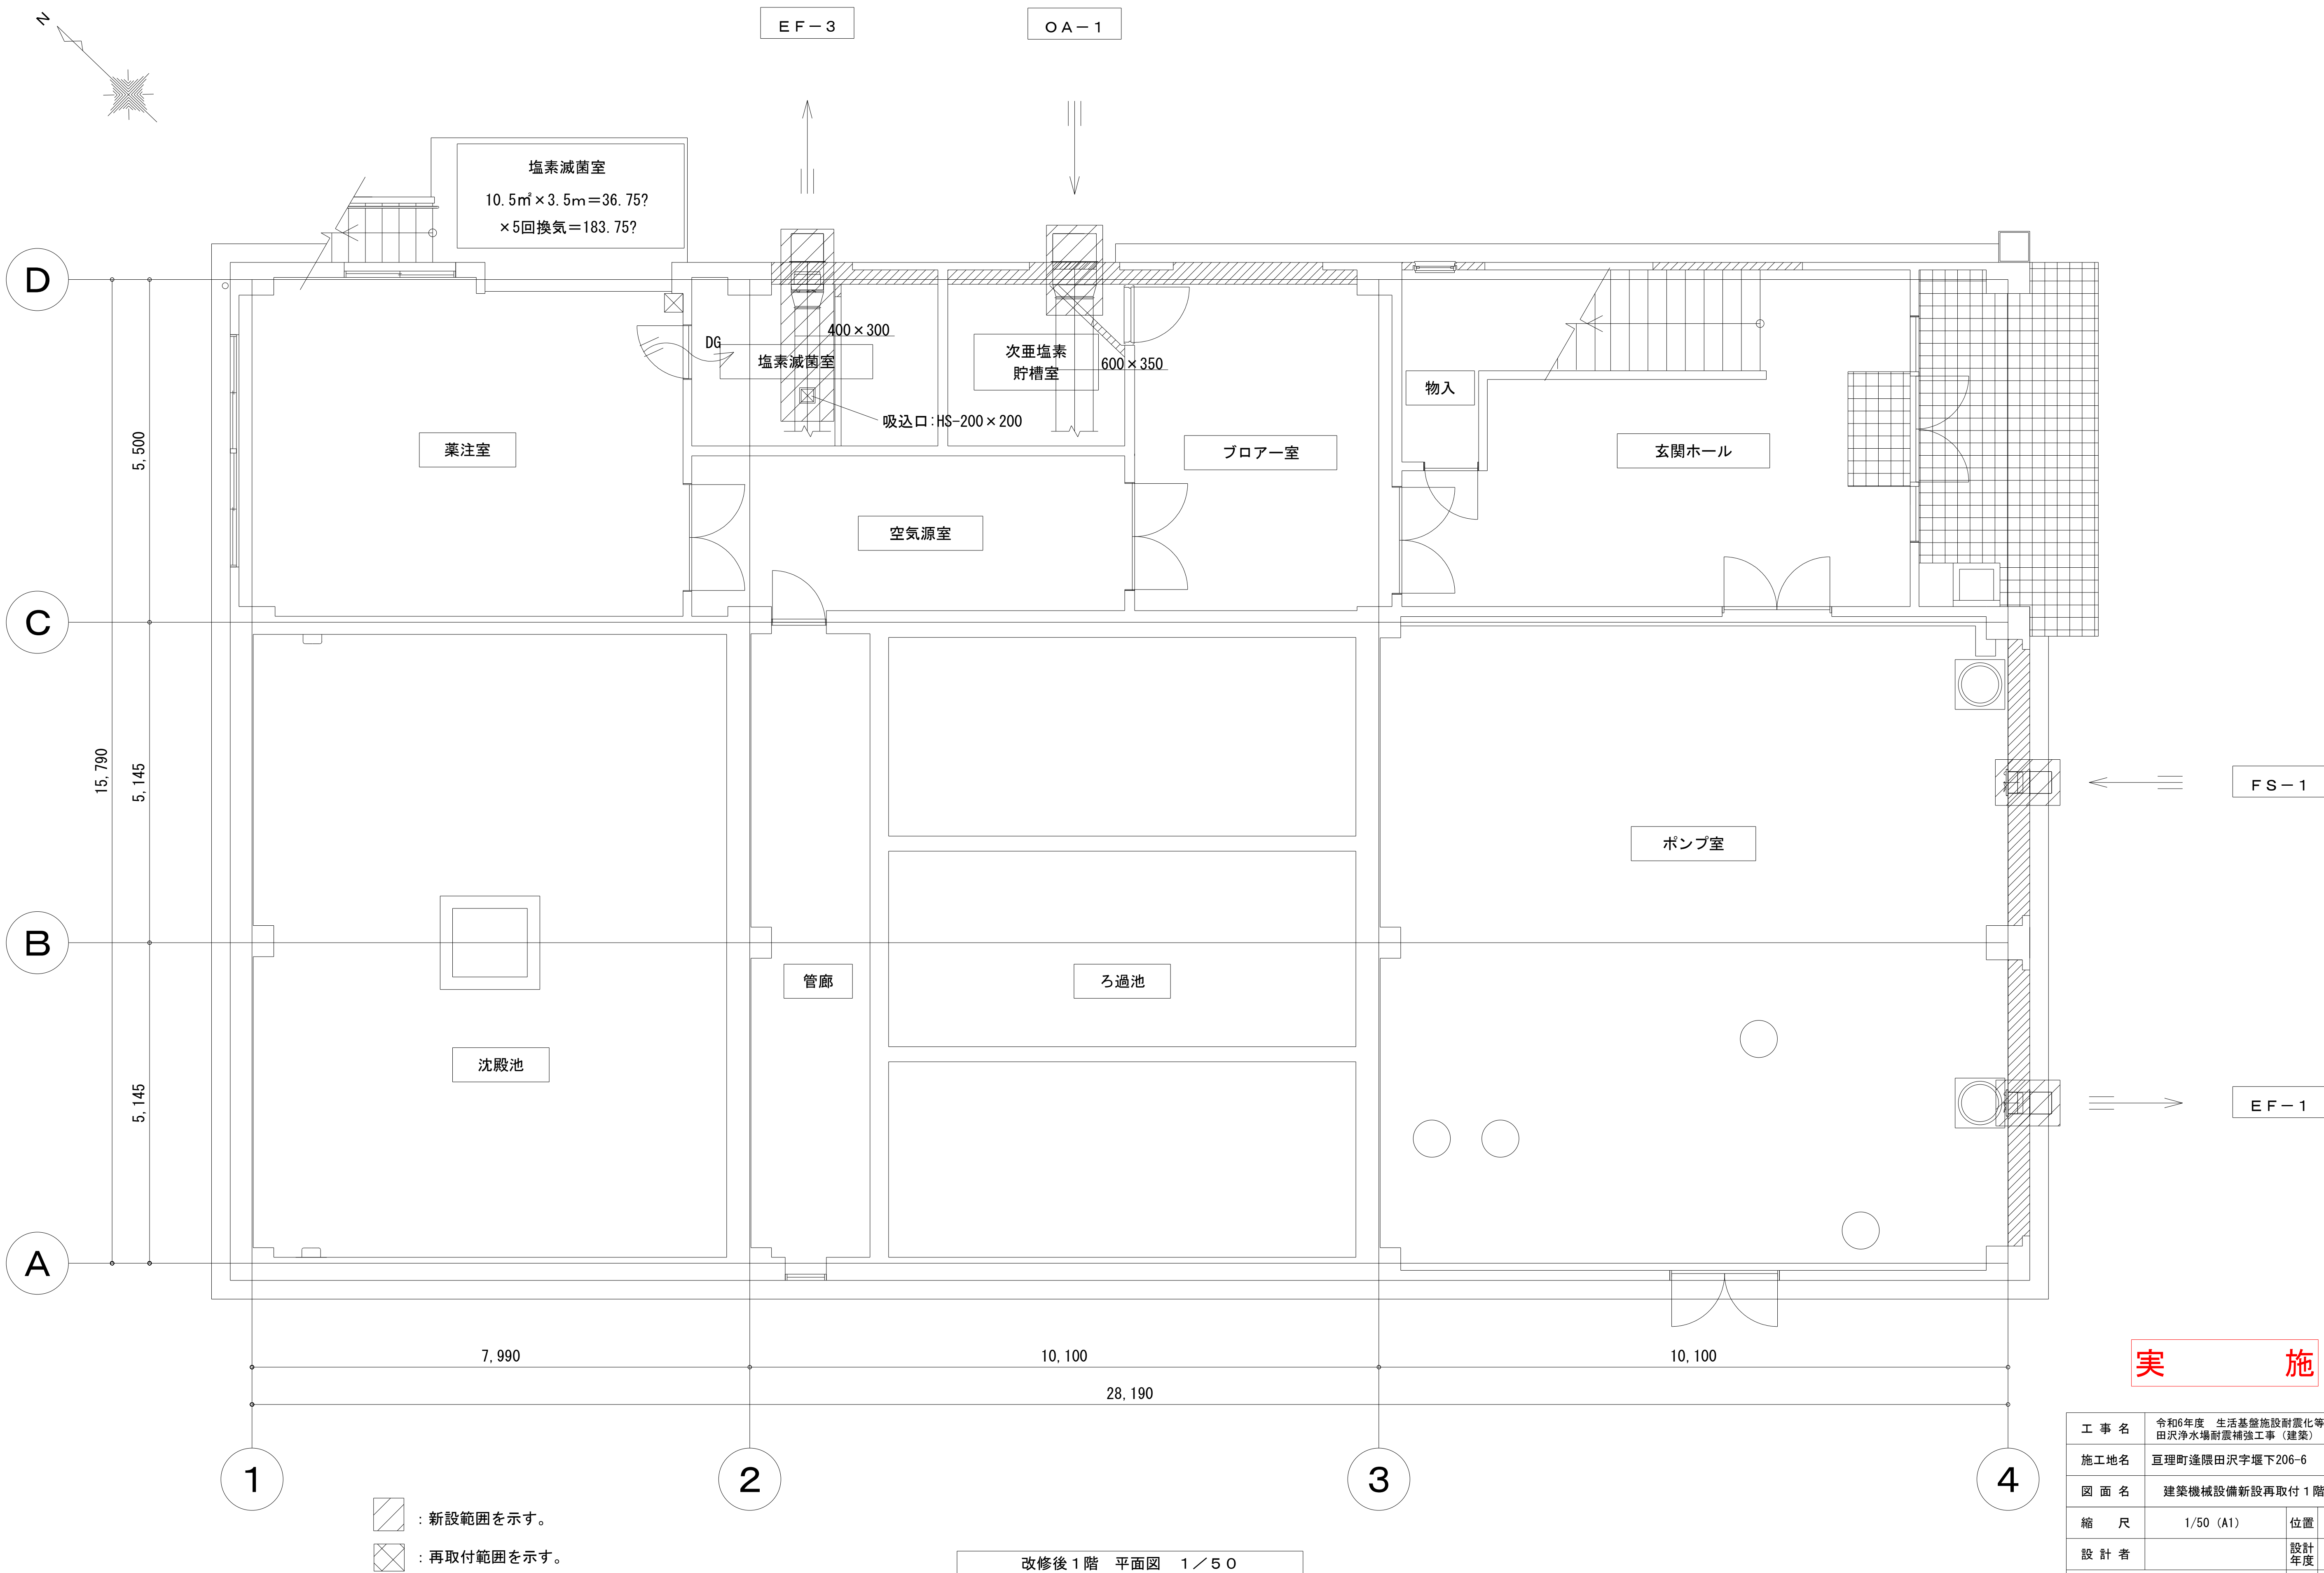 N
ＥＦ－３
ＯＡ－１
塩素滅菌室
10.5㎡×3.5ｍ＝36.75?
×5回換気＝183.75?
D
400×300
DG
塩素滅菌室
次亜塩素
貯槽室
600×350
物入
吸込口:HS-200×200
薬注室
ブロアー室
玄関ホール
空気源室
5,500
C
15,790
5,145
ＦＳ－１
ポンプ室
B
管廊
ろ過池
沈殿池
5,145
ＥＦ－１
A
7,990
10,100
10,100
28,190
実 施
1
2
3
4
：新設範囲を示す。
：再取付範囲を示す。
改修後１階 平面図 １／５０
工 事 名
令和6年度 生活基盤施設耐震化等
田沢浄水場耐震補強工事（建築）
施工地名
亘理町逢隈田沢字堰下206-6
図 面 名
建築機械設備新設再取付１階
縮 尺
1/50（A1）
位置
設 計 者
設計
年度